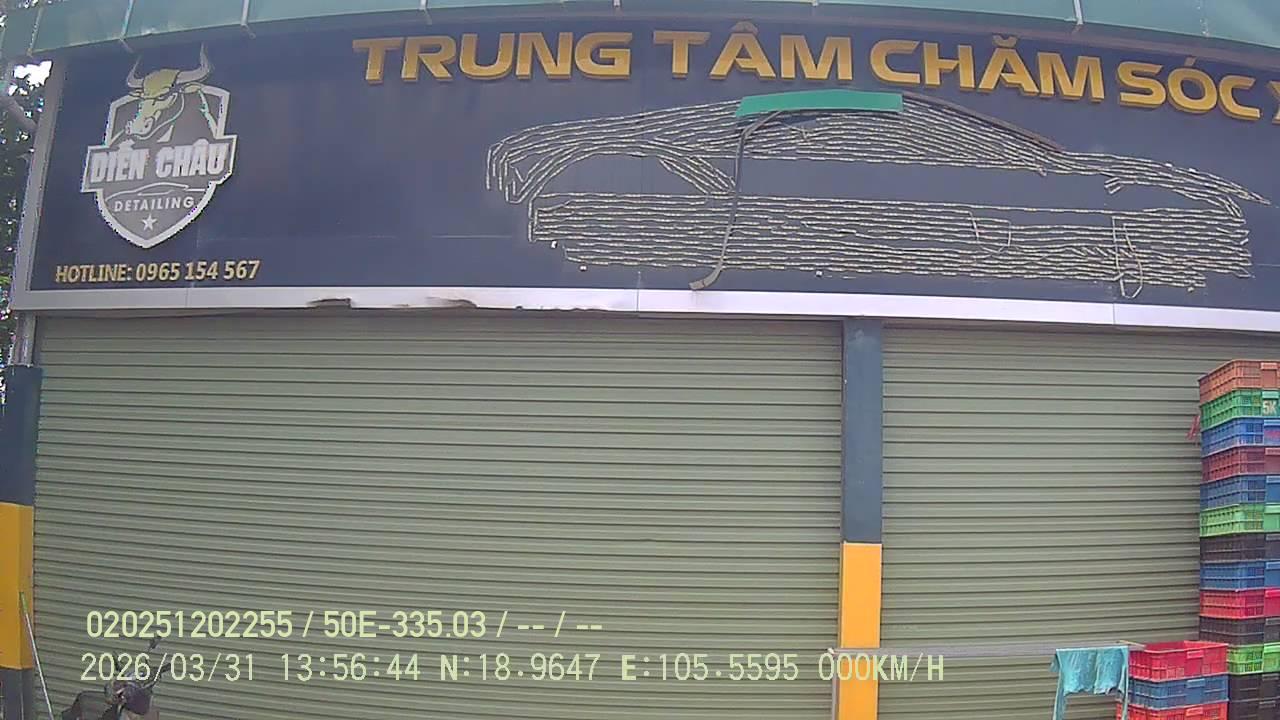 TRUNG TÂM CHĂM SÓC
DIỄN CHÂU
DETAILING
HOTLINE: 0965 154 567
5K
020251202255 / 50E-335.03 / -- / --
2026/03/31 13:56:44 N:18.9647 E:105.5595 000KM/H